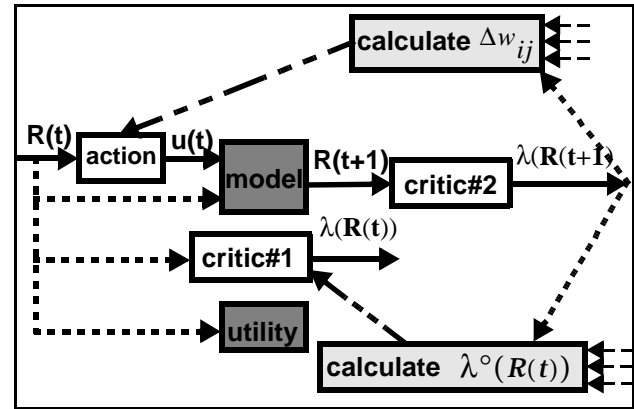 calculate Δw_ij
R(t)
action
u(t)
model
R(t+1)
critic#2
λ(R(t+1)
critic#1
λ(R(t))
utility
calculate λ°(R(t))